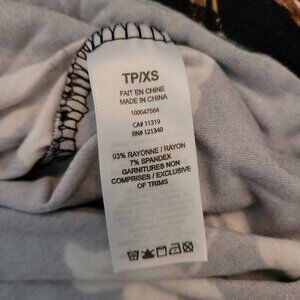 TP/XS
FAIT EN CHINE
MADE IN CHINA
100047564
CA# 11319
RN# 121340
93% RAYONNE / RAYON
7% SPANDEX
GARNITURES NON
COMPRISES / EXCLUSIVE
OF TRIMS